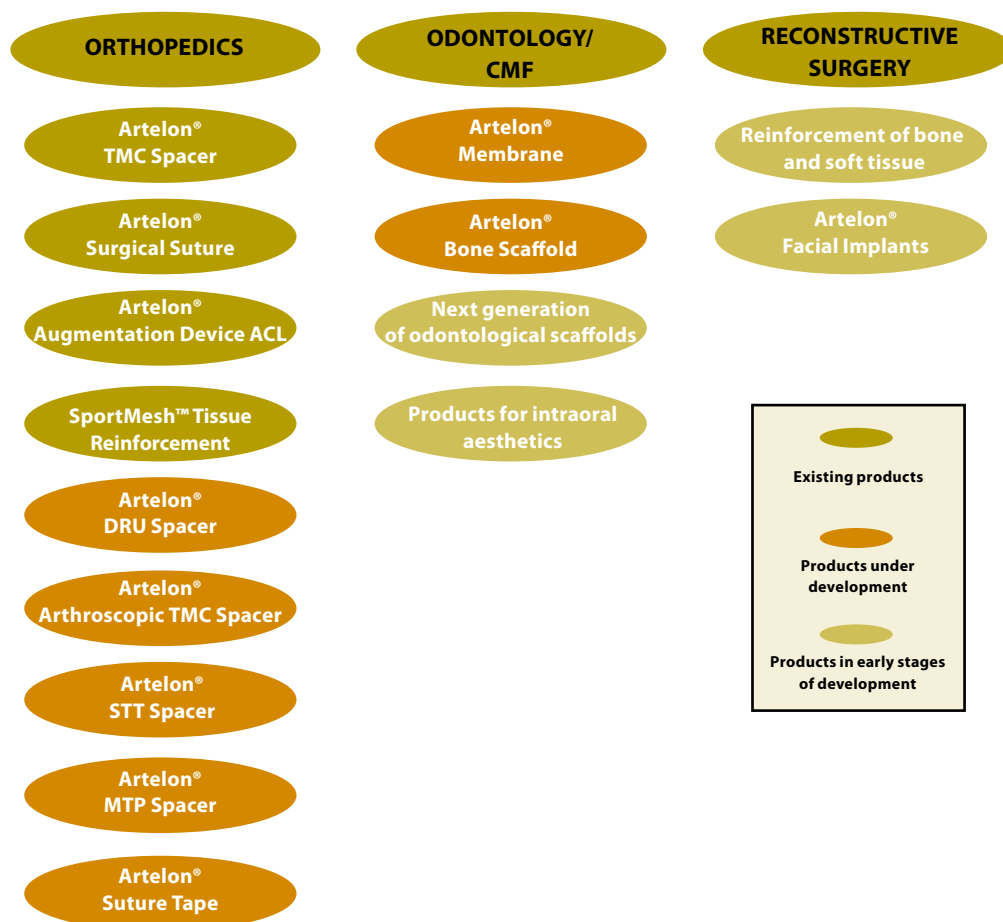 ORTHOPEDICS
Artelon®
TMC Spacer
Artelon®
Surgical Suture
Artelon®
Augmentation Device ACL
SportMesh™ Tissue
Reinforcement
Artelon®
DRU Spacer
Artelon®
Arthroscopic TMC Spacer
Artelon®
STT Spacer
Artelon®
MTP Spacer
Artelon®
Suture Tape
ODONTOLOGY/
CMF
Artelon®
Membrane
Artelon®
Bone Scaffold
Next generation
of odontological scaffolds
Products for intraoral
aesthetics
RECONSTRUCTIVE
SURGERY
Reinforcement of bone
and soft tissue
Artelon®
Facial Implants
Existing products
Products under
development
Products in early stages
of development